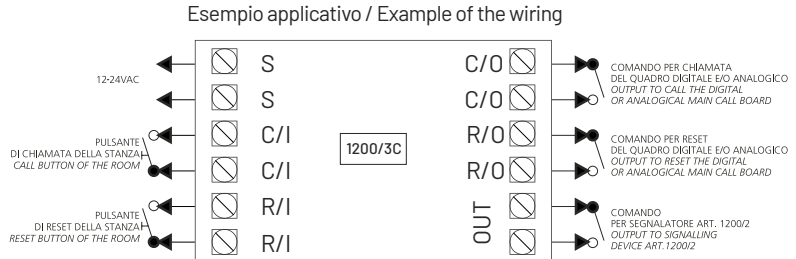 Esempio applicativo / Example of the wiring
12-24VAC
PULSANTE
DI CHIAMATA DELLA STANZA
CALL BUTTON OF THE ROOM
PULSANTE
DI RESET DELLA STANZA
RESET BUTTON OF THE ROOM
S
S
C/I
C/I
R/I
R/I
1200/3C
C/O
C/O
R/O
R/O
OUT
COMANDO PER CHIAMATA
DEL QUADRO DIGITALE E/O ANALOGICO
OUTPUT TO CALL THE DIGITAL
OR ANALOGICAL MAIN CALL BOARD
COMANDO PER RESET
DEL QUADRO DIGITALE E/O ANALOGICO
OUTPUT TO RESET THE DIGITAL
OR ANALOGICAL MAIN CALL BOARD
COMANDO
PER SEGNALATORE ART. 1200/2
OUTPUT TO SIGNALLING
DEVICE ART.1200/2